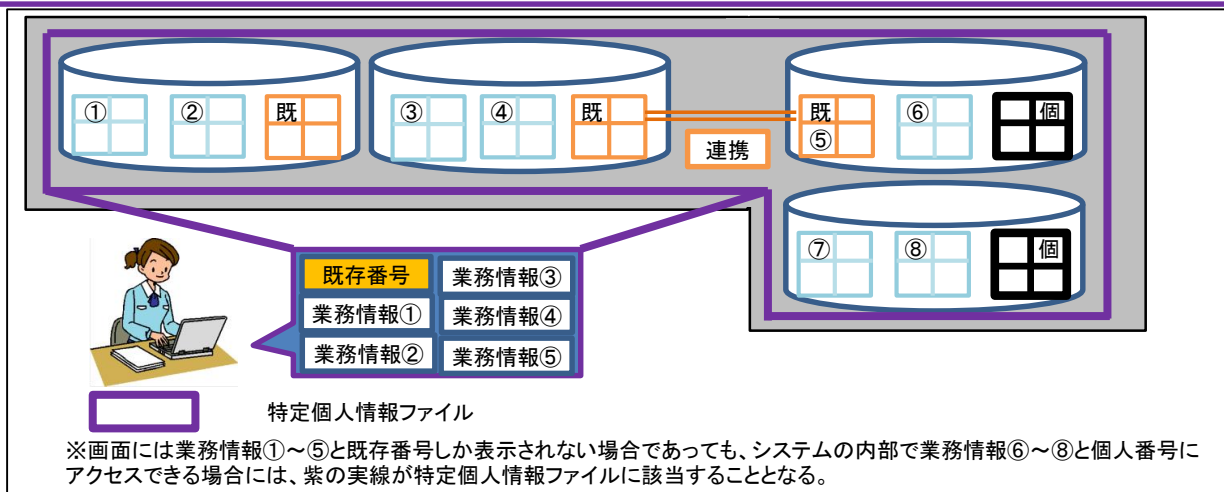 ①
②
既
③
④
既
連携
既
⑤
⑥
個
⑦
⑧
個
既存番号
業務情報③
業務情報①
業務情報④
業務情報②
業務情報⑤
特定個人情報ファイル
※画面には業務情報①～⑤と既存番号しか表示されない場合であっても、システムの内部で業務情報⑥～⑧と個人番号に
アクセスできる場合には、紫の実線が特定個人情報ファイルに該当することとなる。